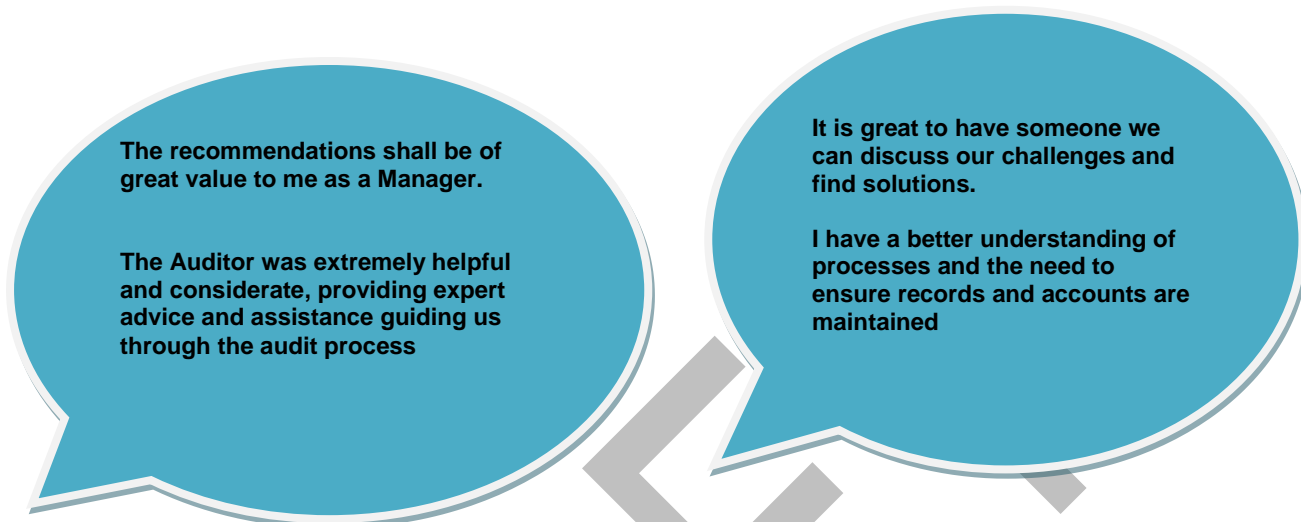 The recommendations shall be of
great value to me as a Manager.
The Auditor was extremely helpful
and considerate, providing expert
advice and assistance guiding us
through the audit process
It is great to have someone we
can discuss our challenges and
find solutions.
I have a better understanding of
processes and the need to
ensure records and accounts are
maintained